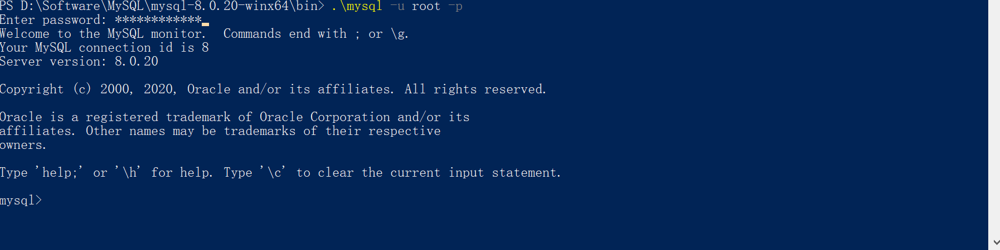 PS D:\Software\MySQL\mysql-8.0.20-winx64\bin> .\mysql -u root -p
Enter password: ************
Welcome to the MySQL monitor.  Commands end with ; or \g.
Your MySQL connection id is 8
Server version: 8.0.20
Copyright (c) 2000, 2020, Oracle and/or its affiliates. All rights reserved.
Oracle is a registered trademark of Oracle Corporation and/or its
affiliates. Other names may be trademarks of their respective
owners.
Type 'help;' or '\h' for help. Type '\c' to clear the current input statement.
mysql>